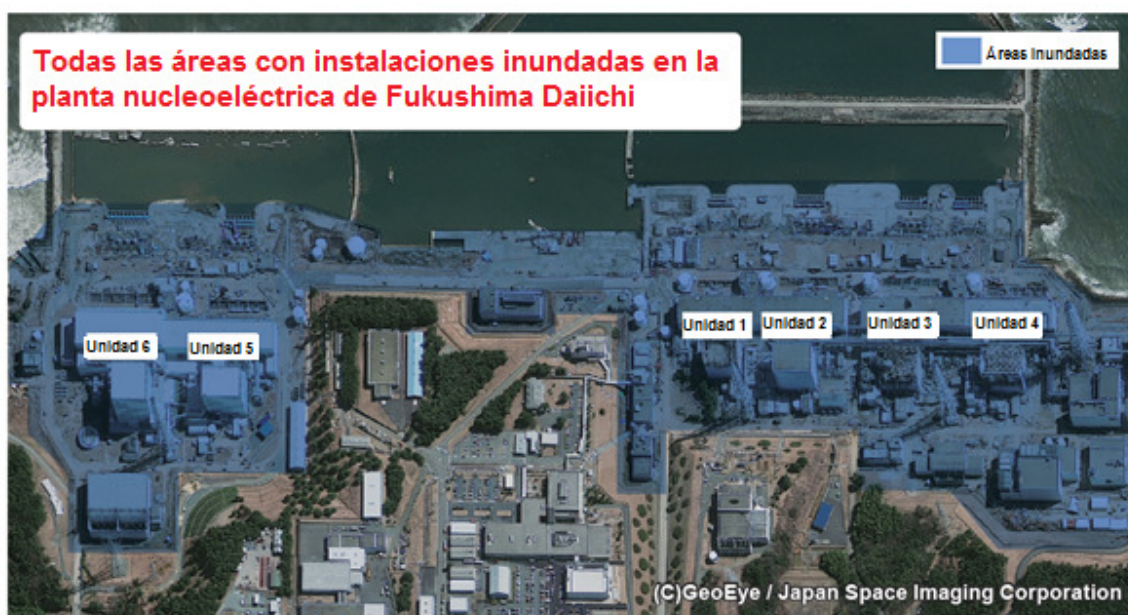 Todas las áreas con instalaciones inundadas en la
planta nucleoeléctrica de Fukushima Daiichi
Áreas Inundadas
Unidad 6
Unidad 5
Unidad 1
Unidad 2
Unidad 3
Unidad 4
(C)GeoEye / Japan Space Imaging Corporation